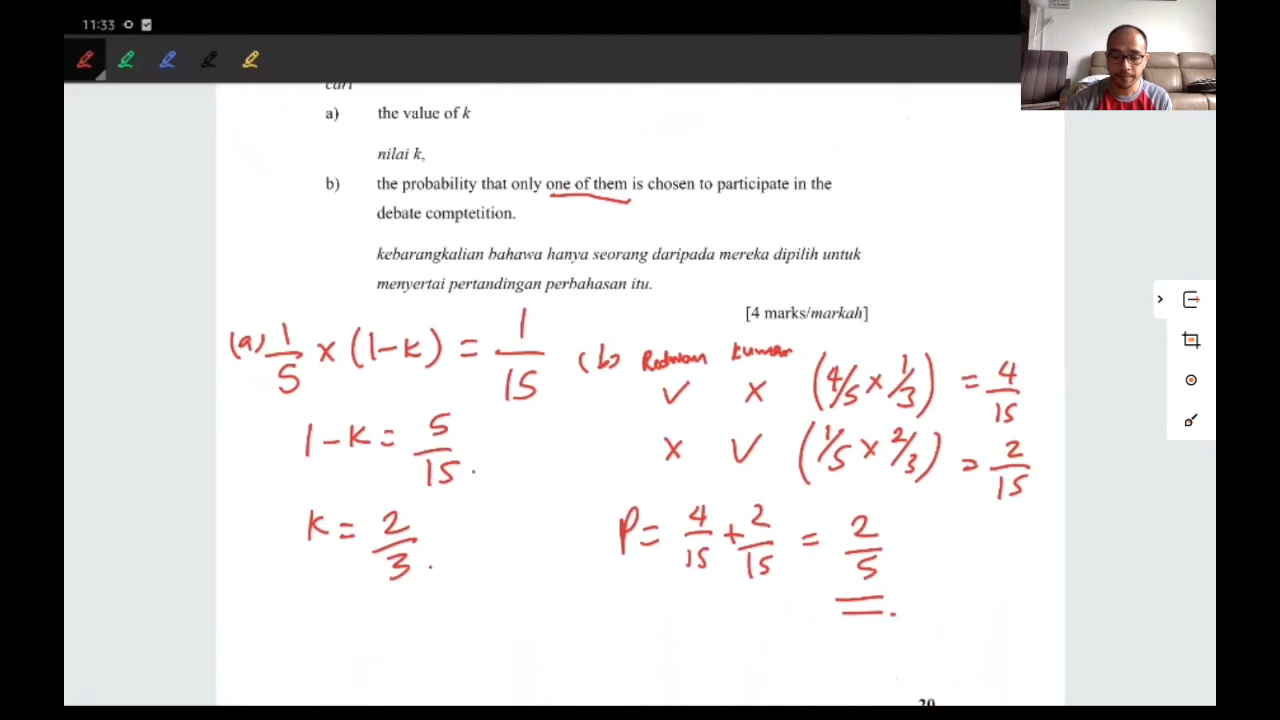 11:33
cari
a) the value of k
nilai k,
b) the probability that only one of them is chosen to participate in the
debate comptetition.
kebarangkalian bahawa hanya seorang daripada mereka dipilih untuk
menyertai pertandingan perbahasan itu.
[4 marks/markah]
(a) 1/5 × (1-k) = 1/15
1-k = 5/15
k = 2/3
(b) Redwan Kumar
✓ × (4/5 × 1/3) = 4/15
× ✓ (1/5 × 2/3) = 2/15
P = 4/15 + 2/15 = 2/5
20